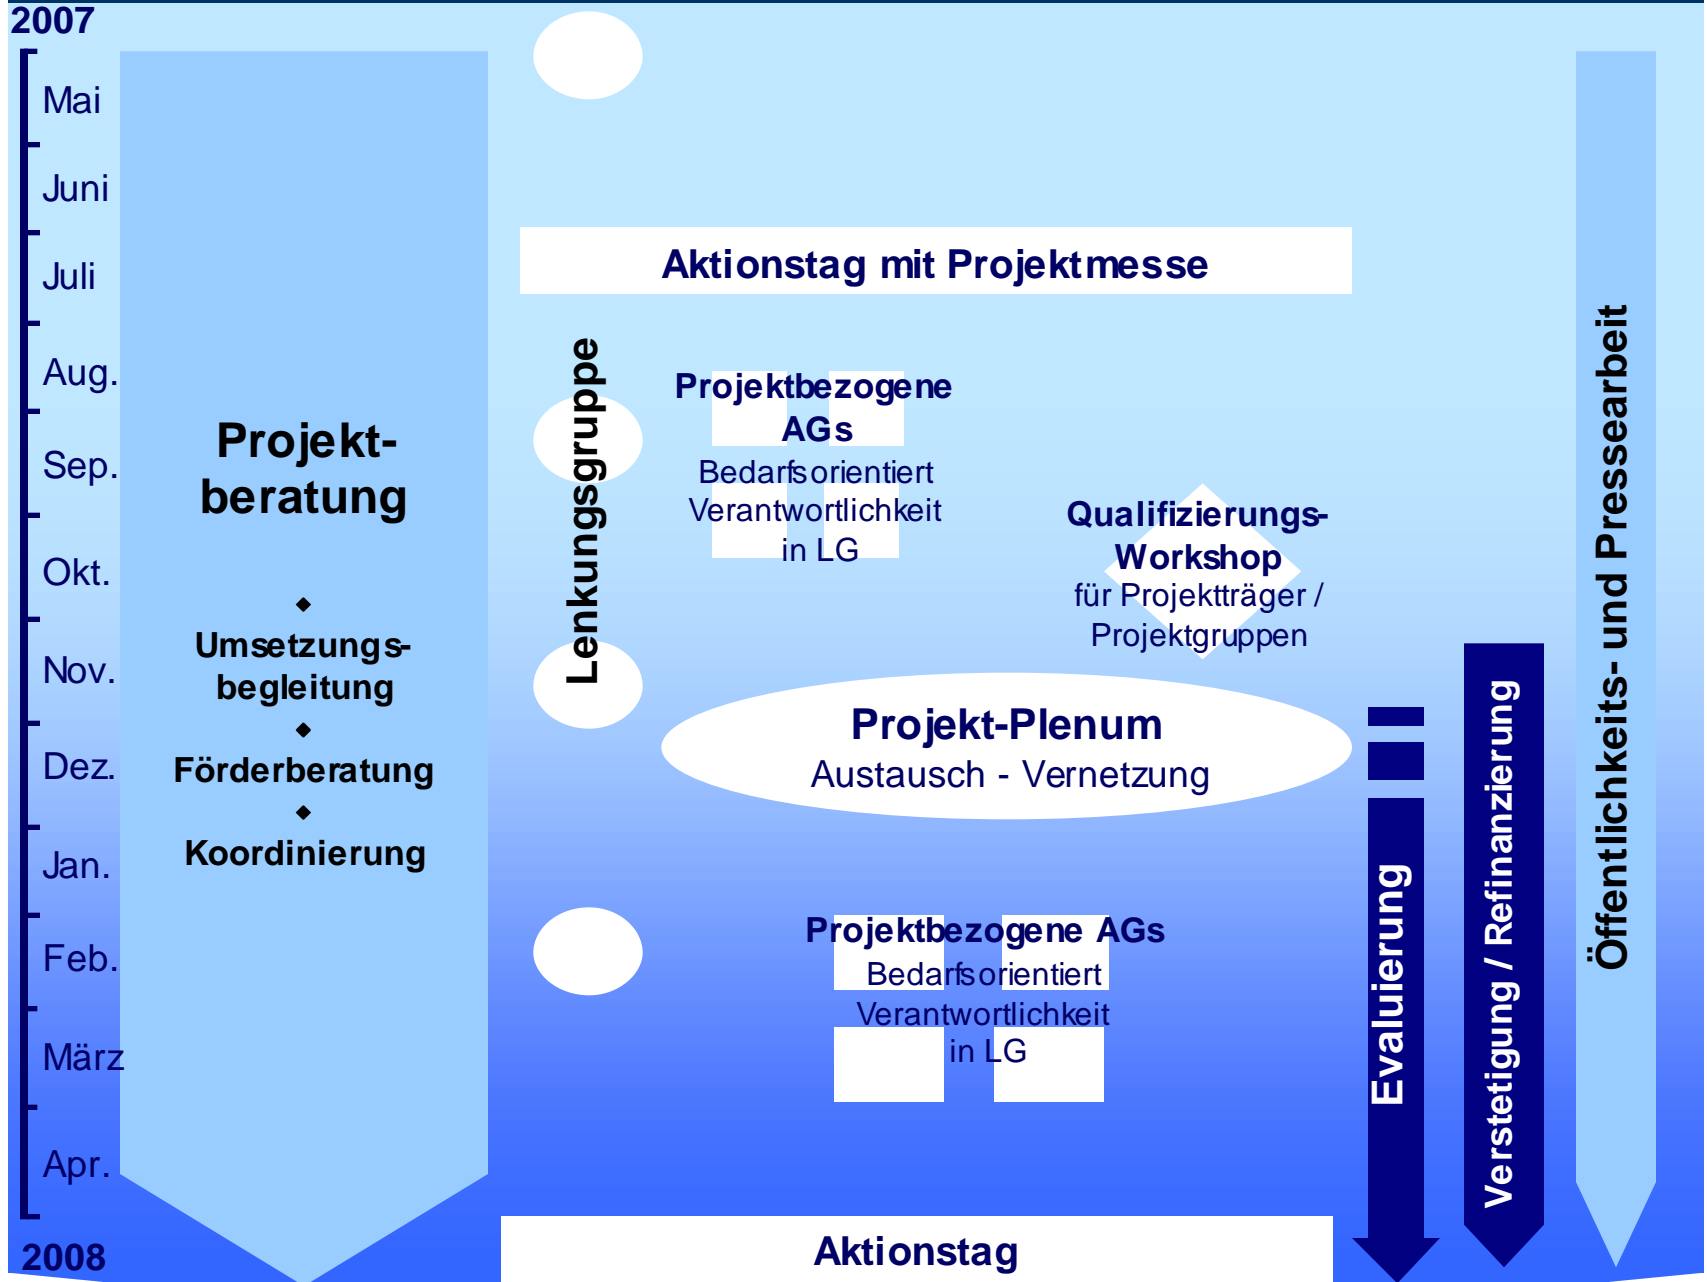 2007
Mai
Juni
Juli
Aug.
Sep.
Okt.
Nov.
Dez.
Jan.
Feb.
März
Apr.
2008
Projekt-
beratung
Umsetzungs-
begleitung
Förderberatung
Koordinierung
Lenkungsgruppe
Aktionstag mit Projektmesse
Projektbezogene
AGs
Bedarfsorientiert
Verantwortlichkeit
in LG
Qualifizierungs-
Workshop
für Projektträger /
Projektgruppen
Projekt-Plenum
Austausch - Vernetzung
Projektbezogene AGs
Bedarfsorientiert
Verantwortlichkeit
in LG
Aktionstag
Evaluierung
Verstetigung / Refinanzierung
Öffentlichkeits- und Pressearbeit